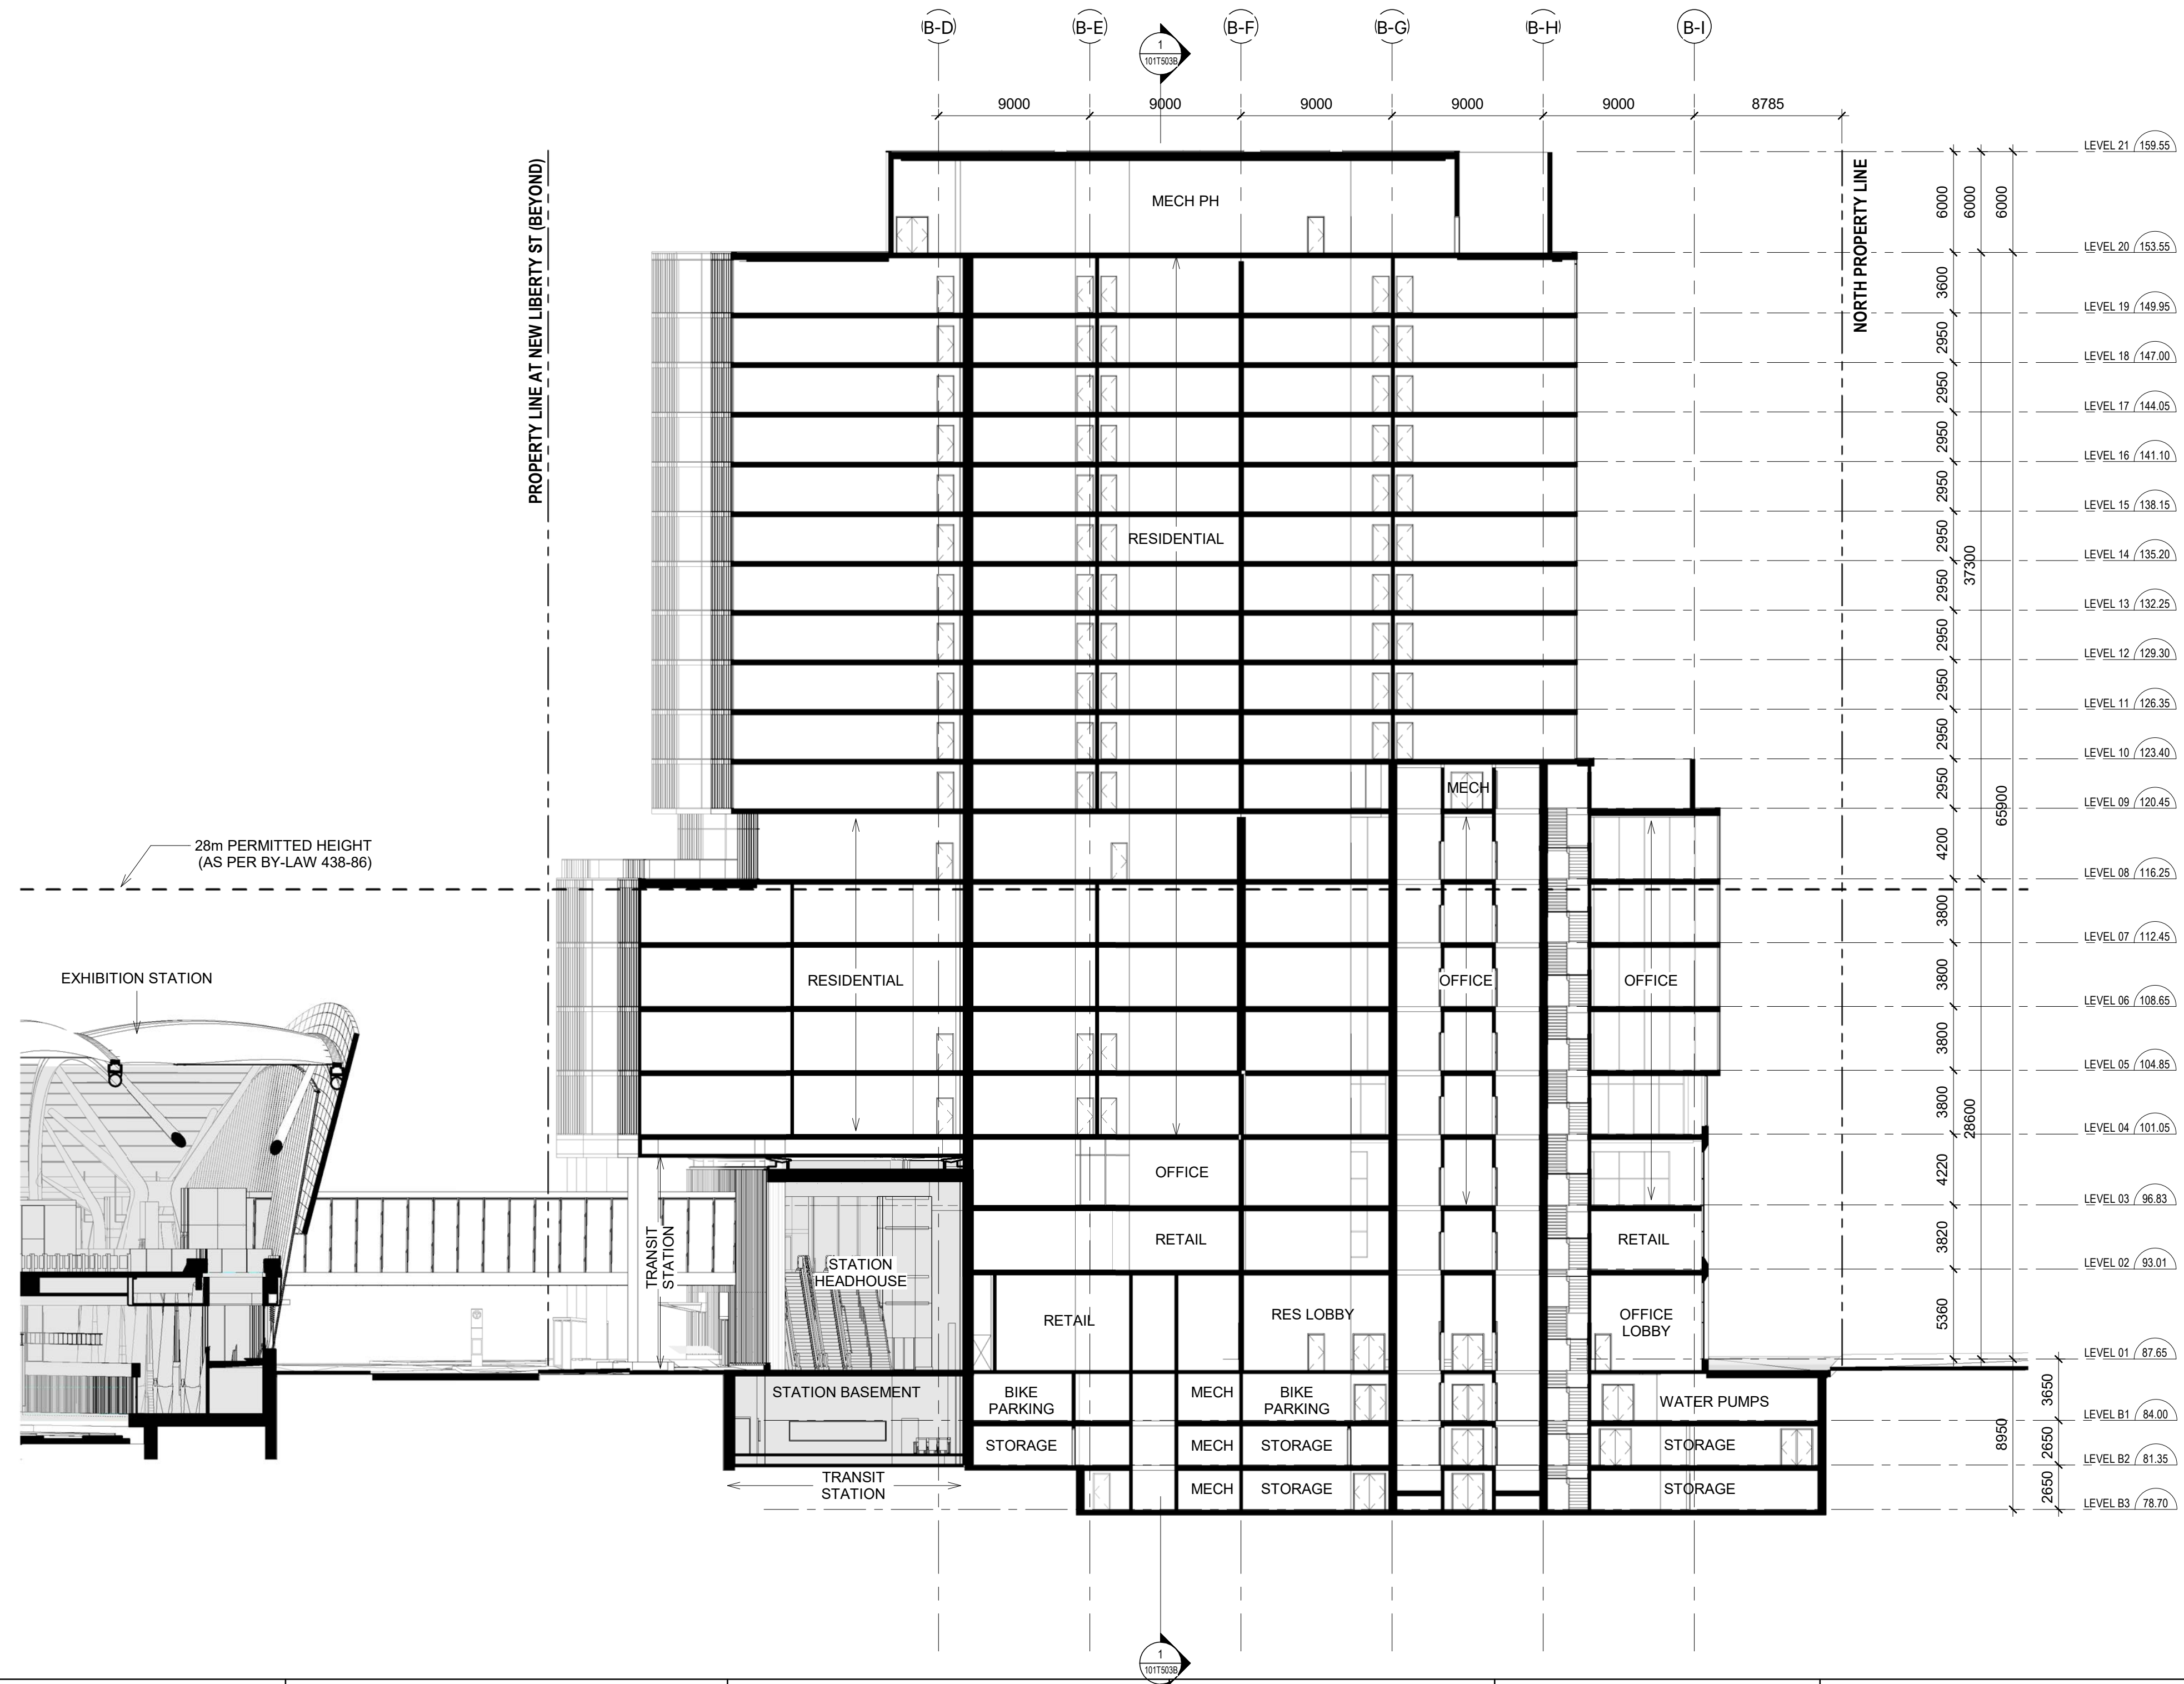 B-D
B-E
B-F
B-G
B-H
B-I
1
101T503B
9000
9000
9000
9000
9000
8785
PROPERTY LINE AT NEW LIBERTY ST (BEYOND)
NORTH PROPERTY LINE
MECH PH
RESIDENTIAL
MECH
28m PERMITTED HEIGHT
(AS PER BY-LAW 438-86)
EXHIBITION STATION
RESIDENTIAL
OFFICE
OFFICE
OFFICE
RETAIL
RETAIL
TRANSIT
STATION
STATION
HEADHOUSE
RETAIL
RES LOBBY
OFFICE
LOBBY
STATION BASEMENT
BIKE
PARKING
MECH
BIKE
PARKING
WATER PUMPS
STORAGE
MECH
STORAGE
STORAGE
TRANSIT
STATION
MECH
STORAGE
STORAGE
6000
6000
6000
3600
2950
2950
2950
2950
2950
2950
2950
2950
2950
2950
4200
3800
3800
3800
3800
4220
3820
5360
37300
28600
65900
3650
2650
2650
8950
LEVEL 21 159.55
LEVEL 20 153.55
LEVEL 19 149.95
LEVEL 18 147.00
LEVEL 17 144.05
LEVEL 16 141.10
LEVEL 15 138.15
LEVEL 14 135.20
LEVEL 13 132.25
LEVEL 12 129.30
LEVEL 11 126.35
LEVEL 10 123.40
LEVEL 09 120.45
LEVEL 08 116.25
LEVEL 07 112.45
LEVEL 06 108.65
LEVEL 05 104.85
LEVEL 04 101.05
LEVEL 03 96.83
LEVEL 02 93.01
LEVEL 01 87.65
LEVEL B1 84.00
LEVEL B2 81.35
LEVEL B3 78.70
1
101T503B